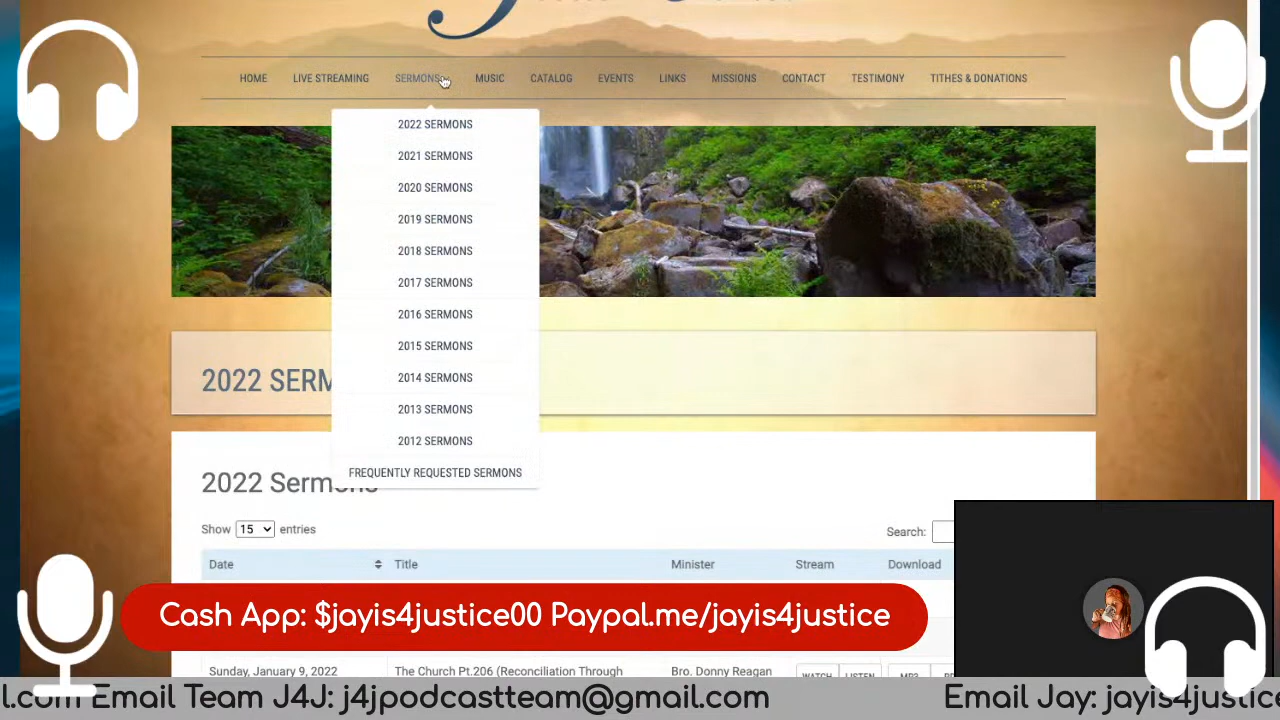 HOME LIVE STREAMING SERMONS MUSIC CATALOG EVENTS LINKS MISSIONS CONTACT TESTIMONY TITHES & DONATIONS
2022 SERMONS
2021 SERMONS
2020 SERMONS
2019 SERMONS
2018 SERMONS
2017 SERMONS
2016 SERMONS
2015 SERMONS
2014 SERMONS
2013 SERMONS
2012 SERMONS
FREQUENTLY REQUESTED SERMONS
2022 SERM
2022 Sermons
Show 15 entries
Search:
Date Title Minister Stream Download
Cash App: $jayis4justice00 Paypal.me/jayis4justice
Sunday, January 9, 2022 The Church Pt.206 (Reconciliation Through Bro. Donny Reagan WATCH LISTEN MP3
l.com Email Team J4J: j4jpodcastteam@gmail.com Email Jay: jayis4justice